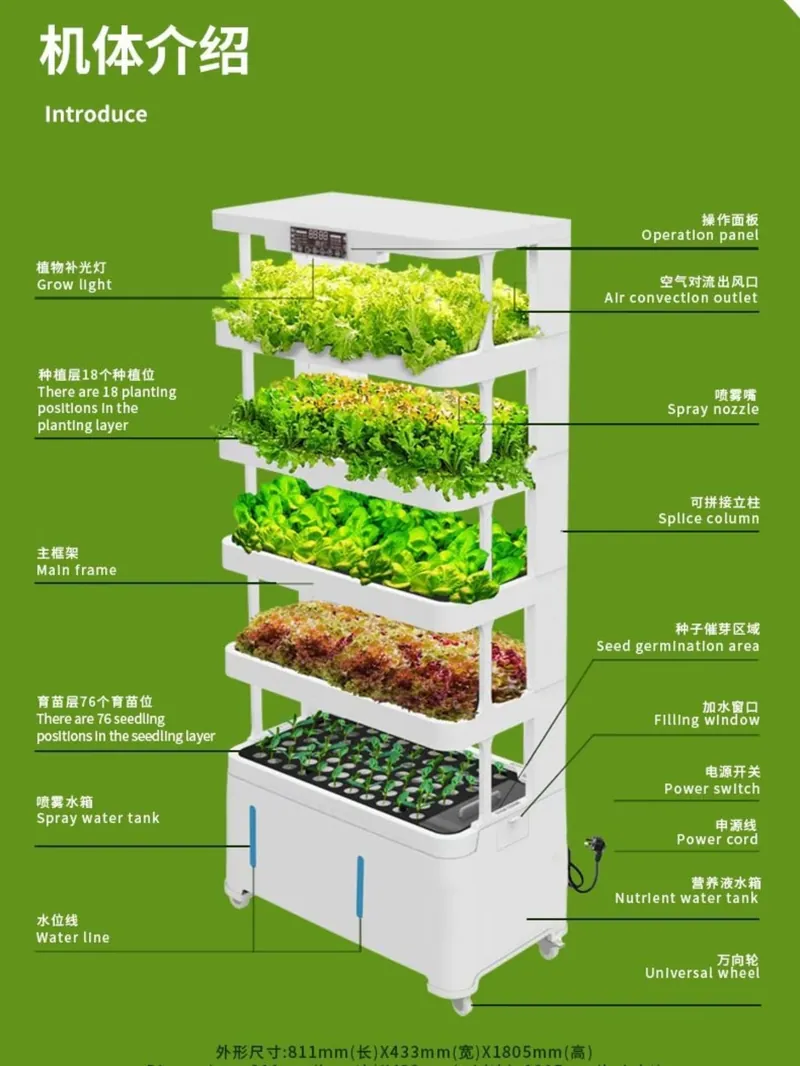 机体介绍
Introduce
操作面板
Operation panel
植物补光灯
Grow light
空气对流出风口
Air convection outlet
种植层18个种植位
There are 18 planting
positions in the
planting layer
喷雾嘴
Spray nozzle
可拼接立柱
Splice column
主框架
Main frame
种子催芽区域
Seed germination area
育苗层76个育苗位
There are 76 seedling
positions in the seedling layer
加水窗口
Filling window
电源开关
Power switch
喷雾水箱
Spray water tank
申源线
Power cord
营养液水箱
Nutrient water tank
水位线
Water line
万向轮
Universal wheel
外形尺寸:811mm(长)X433mm(宽)X1805mm(高)